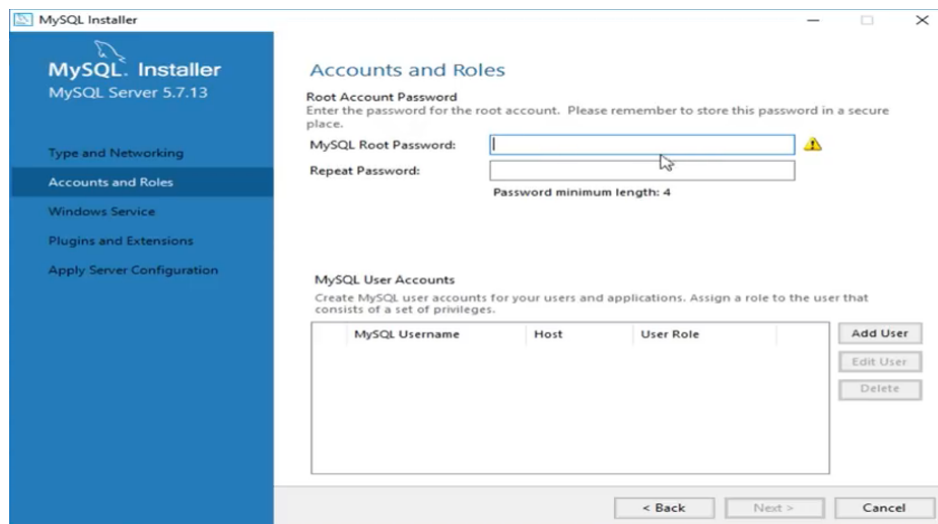 MySQL Installer
MySQL. Installer
MySQL Server 5.7.13
Type and Networking
Accounts and Roles
Windows Service
Plugins and Extensions
Apply Server Configuration
Accounts and Roles
Root Account Password
Enter the password for the root account. Please remember to store this password in a secure
place.
MySQL Root Password:
Repeat Password:
Password minimum length: 4
MySQL User Accounts
Create MySQL user accounts for your users and applications. Assign a role to the user that
consists of a set of privileges.
MySQL Username Host User Role
Add User
Edit User
Delete
< Back Next > Cancel